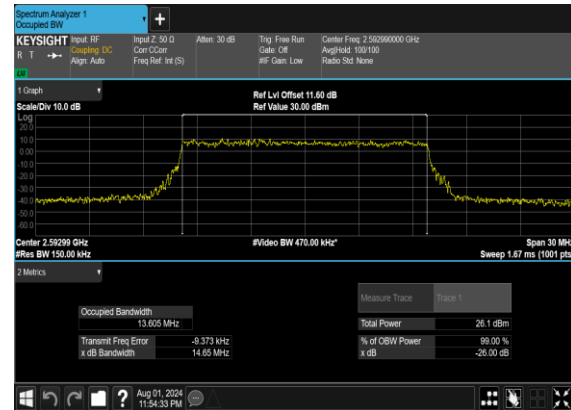 Spectrum Analyzer 1
Occupied BW
+
KEYSIGHT Input: RF Input Z: 50 Ω Atten: 30 dB Trig: Free Run Center Freq: 2.592990000 GHz
R T Coupling: DC Corr CCorr Gate: Off Avg|Hold: 100/100
Align: Auto Freq Ref: Int (S) #IF Gain: Low Radio Std: None
1 Graph
Ref Lvl Offset 11.60 dB
Scale/Div 10.0 dB Ref Value 30.00 dBm
Log
20.0
10.0
0.00
-10.0
-20.0
-30.0
-40.0
-50.0
-60.0
Center 2.59299 GHz #Video BW 470.00 kHz* Span 30 MHz
#Res BW 150.00 kHz Sweep 1.67 ms (1001 pts
2 Metrics
Measure Trace Trace 1
Occupied Bandwidth
13.605 MHz Total Power 26.1 dBm
Transmit Freq Error -9.373 kHz % of OBW Power 99.00 %
x dB Bandwidth 14.65 MHz x dB -26.00 dB
? Aug 01, 2024
11:54:33 PM